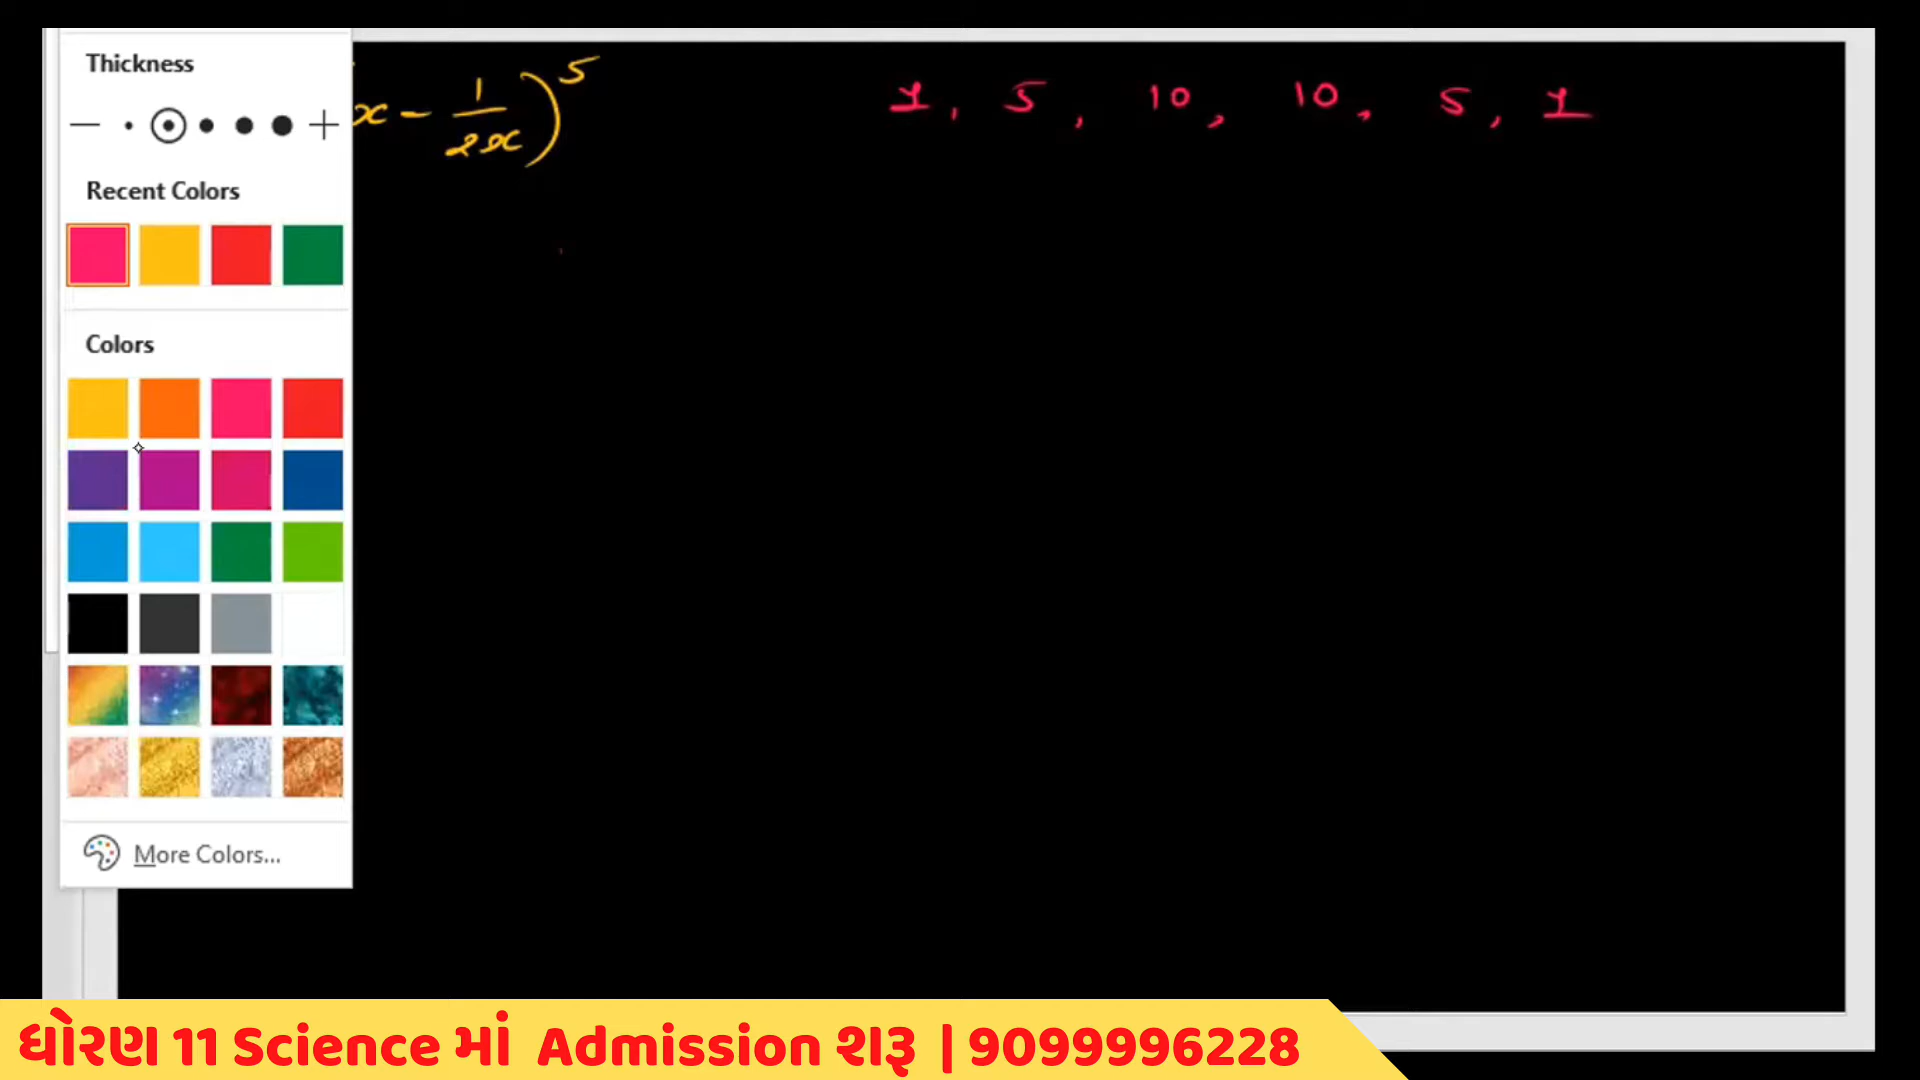 Thickness
x - 1/2x)^5
1, 5, 10, 10, 5, 1
Recent Colors
Colors
More Colors...
ધોરણ 11 Science માં Admission શરૂ | 9099996228